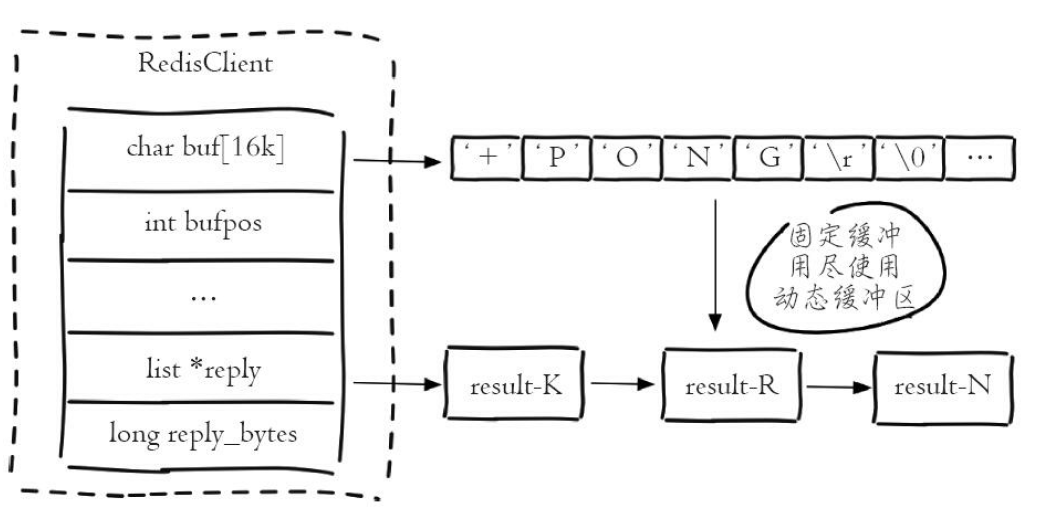 RedisClient
char buf[16k]
int bufpos
...
list *reply
long reply_bytes
‘+’ ‘P’ ‘O’ ‘N’ ‘G’ ‘\r’ ‘\0’ ...
固定缓冲
用尽使用
动态缓冲区
result-K
result-R
result-N